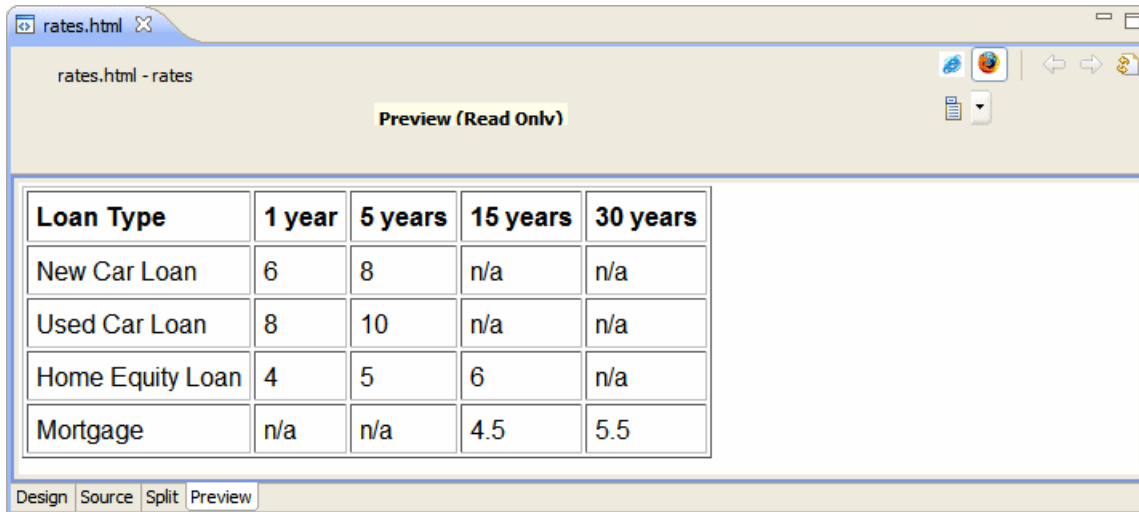 rates.html
rates.html - rates
Preview (Read Only)
Loan Type 1 year 5 years 15 years 30 years
New Car Loan 6 8 n/a n/a
Used Car Loan 8 10 n/a n/a
Home Equity Loan 4 5 6 n/a
Mortgage n/a n/a 4.5 5.5
Design Source Split Preview